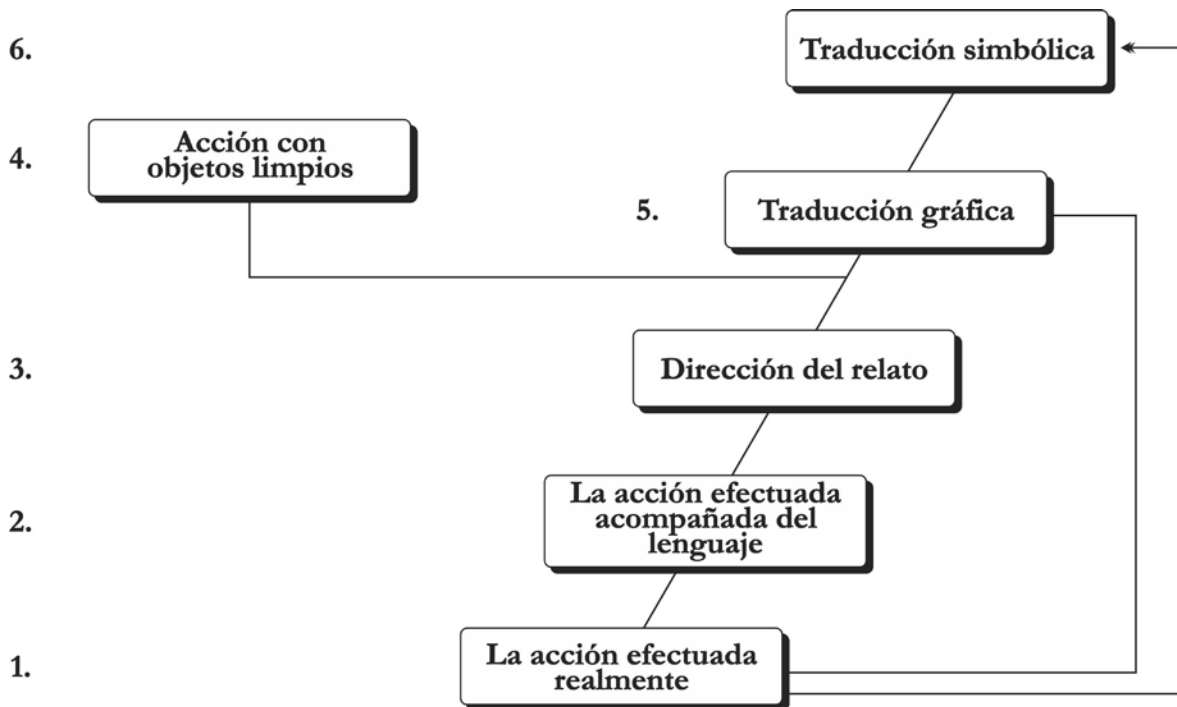 6.
Traducción simbólica
4.
Acción con
objetos limpios
5.
Traducción gráfica
3.
Dirección del relato
2.
La acción efectuada
acompañada del
lenguaje
1.
La acción efectuada
realmente